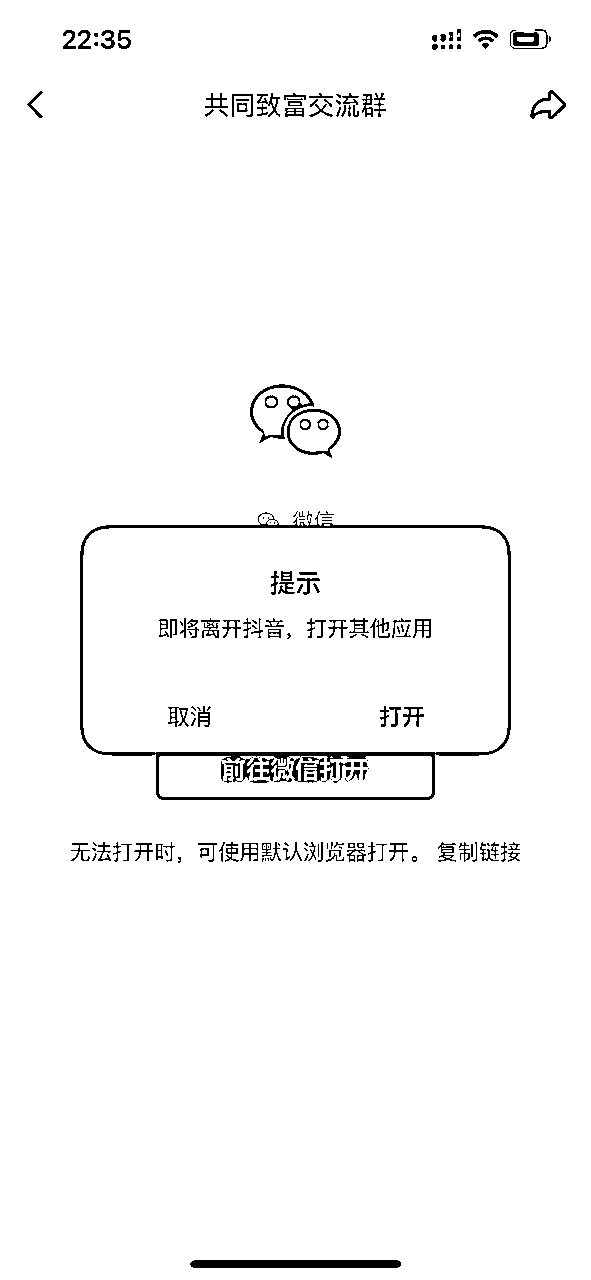 22:35
共同致富交流群
微信
提示
即将离开抖音，打开其他应用
取消
打开
前往微信打开
无法打开时，可使用默认浏览器打开。 复制链接